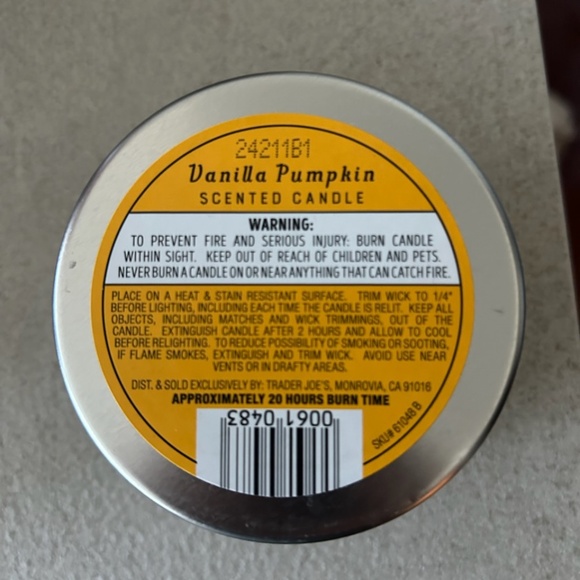 24211B1
Vanilla Pumpkin
SCENTED CANDLE
WARNING:
TO PREVENT FIRE AND SERIOUS INJURY: BURN CANDLE
WITHIN SIGHT. KEEP OUT OF REACH OF CHILDREN AND PETS.
NEVER BURN A CANDLE ON OR NEAR ANYTHING THAT CAN CATCH FIRE.
PLACE ON A HEAT & STAIN RESISTANT SURFACE. TRIM WICK TO 1/4"
BEFORE LIGHTING, INCLUDING EACH TIME THE CANDLE IS RELIT. KEEP ALL
OBJECTS, INCLUDING MATCHES AND WICK TRIMMINGS, OUT OF THE
CANDLE. EXTINGUISH CANDLE AFTER 2 HOURS AND ALLOW TO COOL
BEFORE RELIGHTING. TO REDUCE POSSIBILITY OF SMOKING OR SOOTING,
IF FLAME SMOKES, EXTINGUISH AND TRIM WICK. AVOID USE NEAR
VENTS OR IN DRAFTY AREAS.
DIST. & SOLD EXCLUSIVELY BY: TRADER JOE'S, MONROVIA, CA 91016
APPROXIMATELY 20 HOURS BURN TIME
0061 0483
SKU# 61048 B